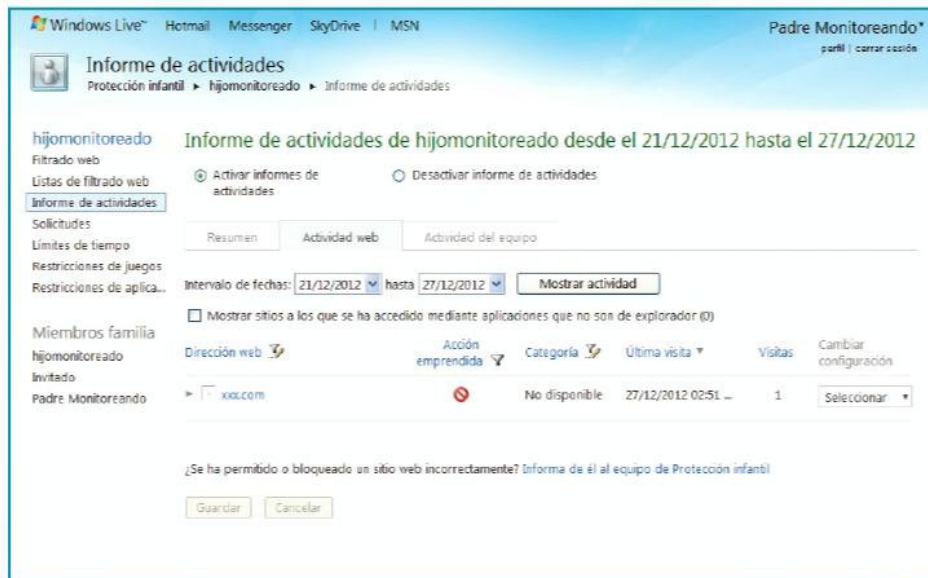 Windows Live™ Hotmail Messenger SkyDrive | MSN
Padre Monitoreando
perfil | cerrar sesión
Informe de actividades
Protección infantil ▸ hijomonitoreado ▸ Informe de actividades
hijomonitoreado
Filtrado web
Listas de filtrado web
Informe de actividades
Solicitudes
Límites de tiempo
Restricciones de juegos
Restricciones de aplica...
Miembros familia
hijomonitoreado
Invitado
Padre Monitoreando
Informe de actividades de hijomonitoreado desde el 21/12/2012 hasta el 27/12/2012
Activar informes de
actividades
Desactivar informe de actividades
Resumen Actividad web Actividad del equipo
Intervalo de fechas: 21/12/2012 hasta 27/12/2012 Mostrar actividad
Mostrar sitios a los que se ha accedido mediante aplicaciones que no son de explorador (0)
Dirección web Acción emprendida Categoría Última visita Visitas Cambiar configuración
xxx.com No disponible 27/12/2012 02:51 ... 1 Seleccionar
¿Se ha permitido o bloqueado un sitio web incorrectamente? Informa de él al equipo de Protección infantil
Guardar Cancelar